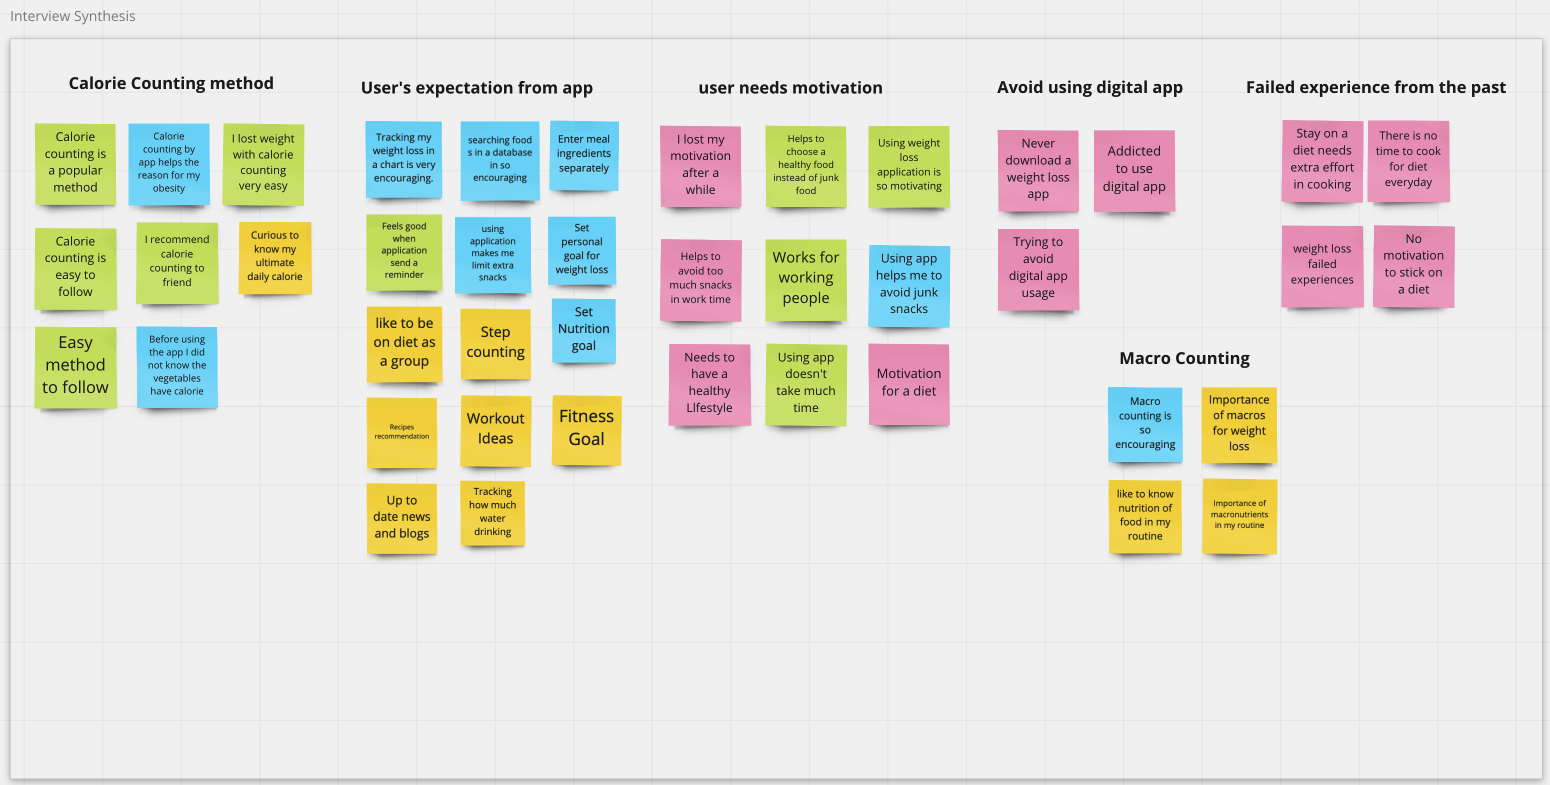 Interview Synthesis
Calorie Counting method
Calorie
counting is
a popular
method
Calorie
counting by
app helps the
reason for my
obesity
I lost weight
with calorie
counting
very easy
Calorie
counting is
easy to
follow
I recommend
calorie
counting to
friend
Curious to
know my
ultimate
daily calorie
Easy
method
to follow
Before using
the app I did
not know the
vegetables
have calorie
User's expectation from app
Tracking my
weight loss in
a chart is very
encouraging.
searching food
s in a database
in so
encouraging
Enter meal
ingredients
separately
Feels good
when
application
send a
reminder
using
application
makes me
limit extra
snacks
Set
personal
goal for
weight loss
like to be
on diet as
a group
Step
counting
Set
Nutrition
goal
Recipes
recommendation
Workout
Ideas
Fitness
Goal
Up to
date news
and blogs
Tracking
how much
water
drinking
user needs motivation
I lost my
motivation
after a
while
Helps to
choose a
healthy food
instead of junk
food
Using weight
loss
application is
so motivating
Helps to
avoid too
much snacks
in work time
Works for
working
people
Using app
helps me to
avoid junk
snacks
Needs to
have a
healthy
LIfestyle
Using app
doesn't
take much
time
Motivation
for a diet
Avoid using digital app
Never
download a
weight loss
app
Addicted
to use
digital app
Trying to
avoid
digital app
usage
Failed experience from the past
Stay on a
diet needs
extra effort
in cooking
There is no
time to cook
for diet
everyday
weight loss
failed
experiences
No
motivation
to stick on
a diet
Macro Counting
Macro
counting is
so
encouraging
Importance
of macros
for weight
loss
like to know
nutrition of
food in my
routine
Importance of
macronutrients
in my routine